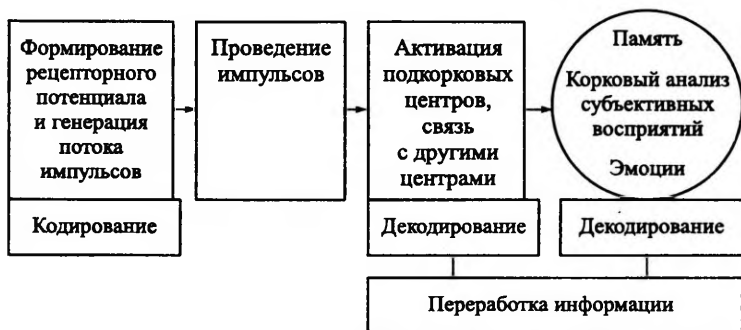 Формирование
рецепторного
потенциала
и генерация
потока
импульсов
Кодирование
Проведение
импульсов
Активация
подкорковых
центров,
связь
с другими
центрами
Декодирование
Память
Корковый анализ
субъективных
восприятий
Эмоции
Декодирование
Переработка информации